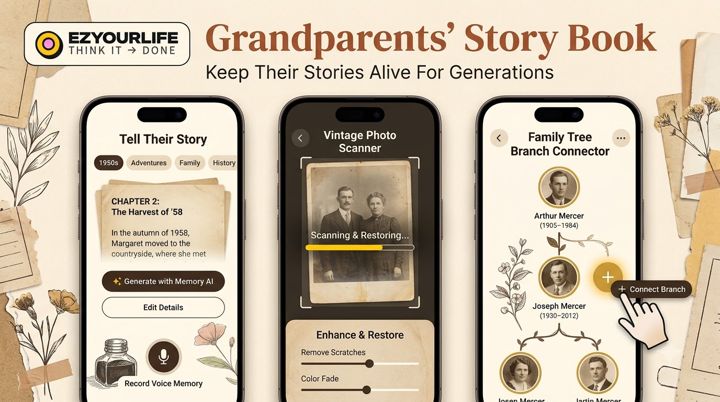 EZYOURLIFE
THINK IT → DONE
Grandparents’ Story Book
Keep Their Stories Alive For Generations
Tell Their Story
1950s
Adventures
Family
History
CHAPTER 2:
The Harvest of '58
In the autumn of 1958,
Margaret moved to the
countryside, where she met
Generate with Memory AI
Edit Details
Record Voice Memory
Vintage Photo
Scanner
Scanning & Restoring...
Enhance & Restore
Remove Scratches
Color Fade
Family Tree
Branch Connector
Arthur Mercer
(1905–1984)
+ Connect Branch
Joseph Mercer
(1930–2012)
Mercer
Mercer